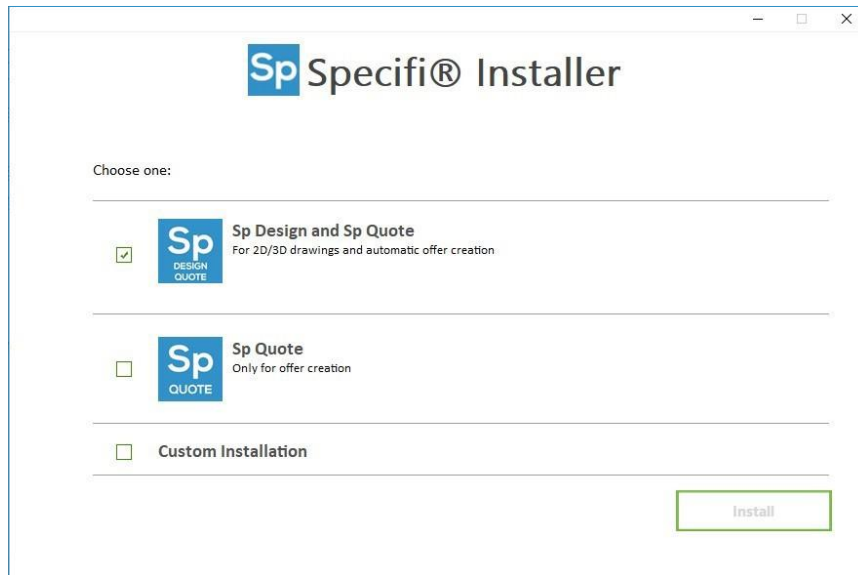 Sp Specifi® Installer
Choose one:
Sp
DESIGN
QUOTE
Sp Design and Sp Quote
For 2D/3D drawings and automatic offer creation
Sp
QUOTE
Sp Quote
Only for offer creation
Custom Installation
Install